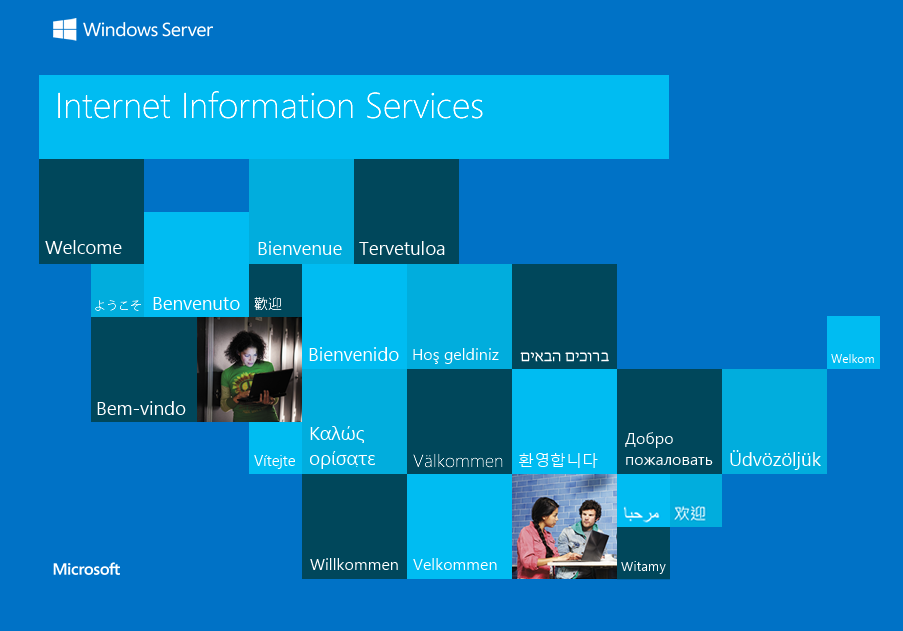 Windows Server
Internet Information Services
Welcome
Bienvenue
Tervetuloa
ようこそ
Benvenuto
歡迎
Bienvenido
Hoş geldiniz
ברוכים הבאים
Welkom
Bem-vindo
Vítejte
Καλώς
ορίσατε
Välkommen
환영합니다
Добро
пожаловать
Üdvözöljük
Willkommen
Velkommen
مرحبا
欢迎
Witamy
Microsoft